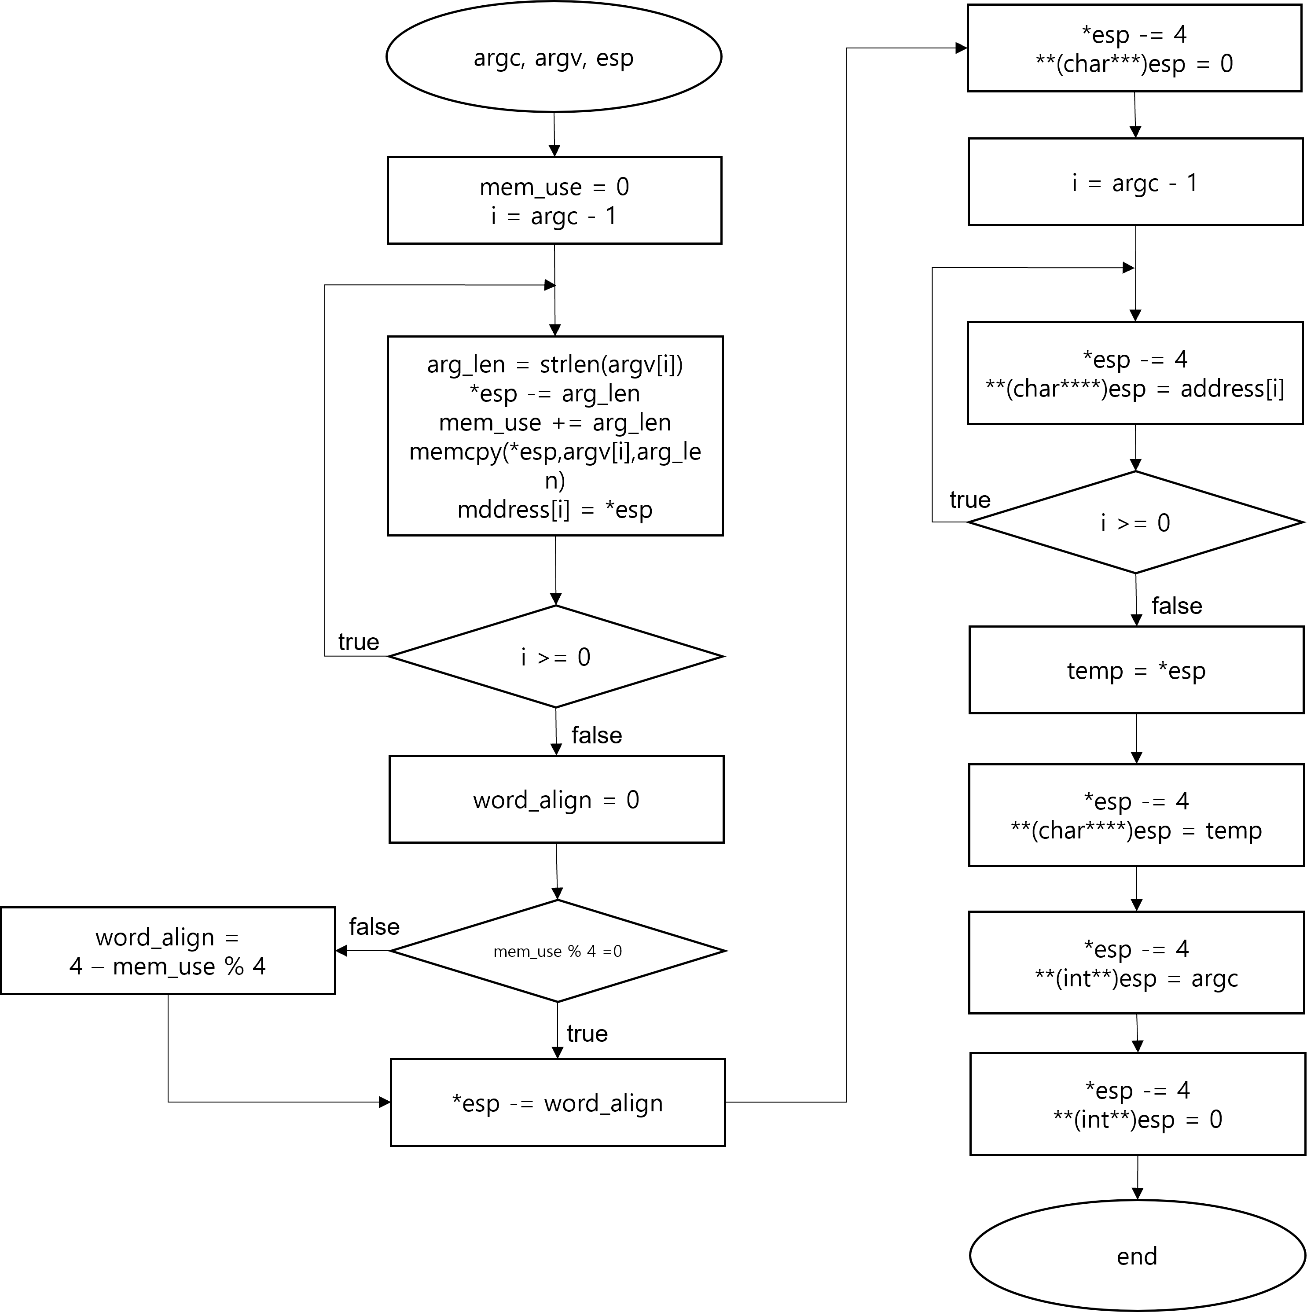 argc, argv, esp
mem_use = 0
i = argc - 1
arg_len = strlen(argv[i])
*esp -= arg_len
mem_use += arg_len
memcpy(*esp,argv[i],arg_le
n)
mddress[i] = *esp
true
i >= 0
false
word_align = 0
false
mem_use % 4 =0
word_align =
4 – mem_use % 4
true
*esp -= word_align
*esp -= 4
**(char***)esp = 0
i = argc - 1
*esp -= 4
**(char****)esp = address[i]
true
i >= 0
false
temp = *esp
*esp -= 4
**(char****)esp = temp
*esp -= 4
**(int**)esp = argc
*esp -= 4
**(int**)esp = 0
end